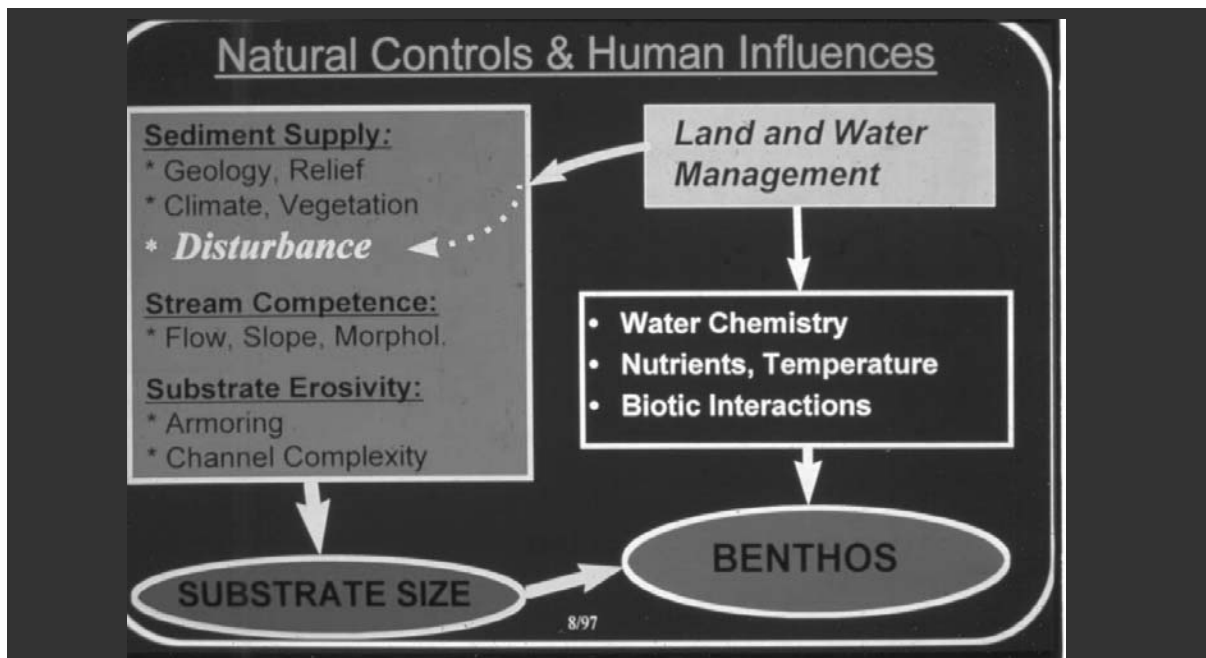 Natural Controls & Human Influences
Sediment Supply:
* Geology, Relief
* Climate, Vegetation
* Disturbance
Stream Competence:
* Flow, Slope, Morphol.
Substrate Erosivity:
* Armoring
* Channel Complexity
SUBSTRATE SIZE
Land and Water
Management
• Water Chemistry
• Nutrients, Temperature
• Biotic Interactions
BENTHOS
8/97